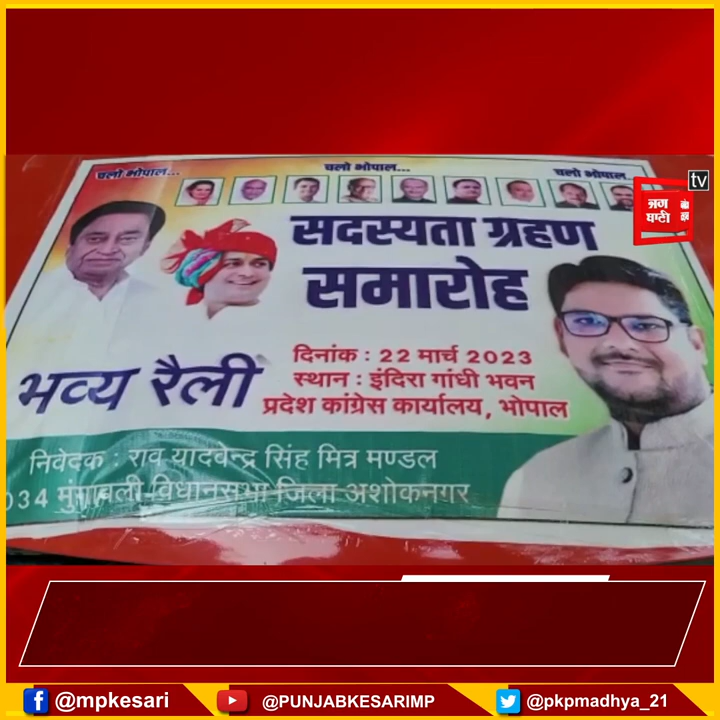 चलो भोपाल...
चलो भोपाल...
चलो भोपाल...
tv
सदस्यता ग्रहण
समारोह
भव्य रैली
दिनांक : 22 मार्च 2023
स्थान : इंदिरा गांधी भवन
प्रदेश कांग्रेस कार्यालय, भोपाल
निवेदक : राव यादवेन्द्र सिंह मित्र मण्डल
034 मुंगावली विधानसभा जिला अशोकनगर
@mpkesari
@PUNJABKESARIMP
@pkpmadhya_21